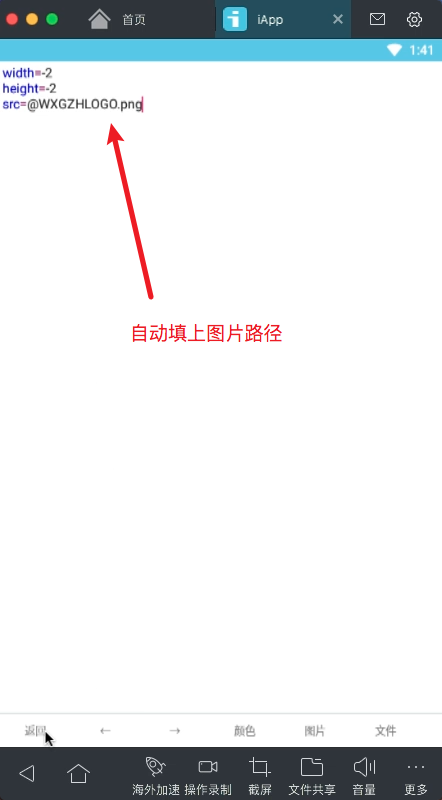 首页
iApp
1:41
width=-2
height=-2
src=@WXGZHLOGO.png
自动填上图片路径
返回
←
→
颜色
图片
文件
海外加速
操作录制
截屏
文件共享
音量
更多